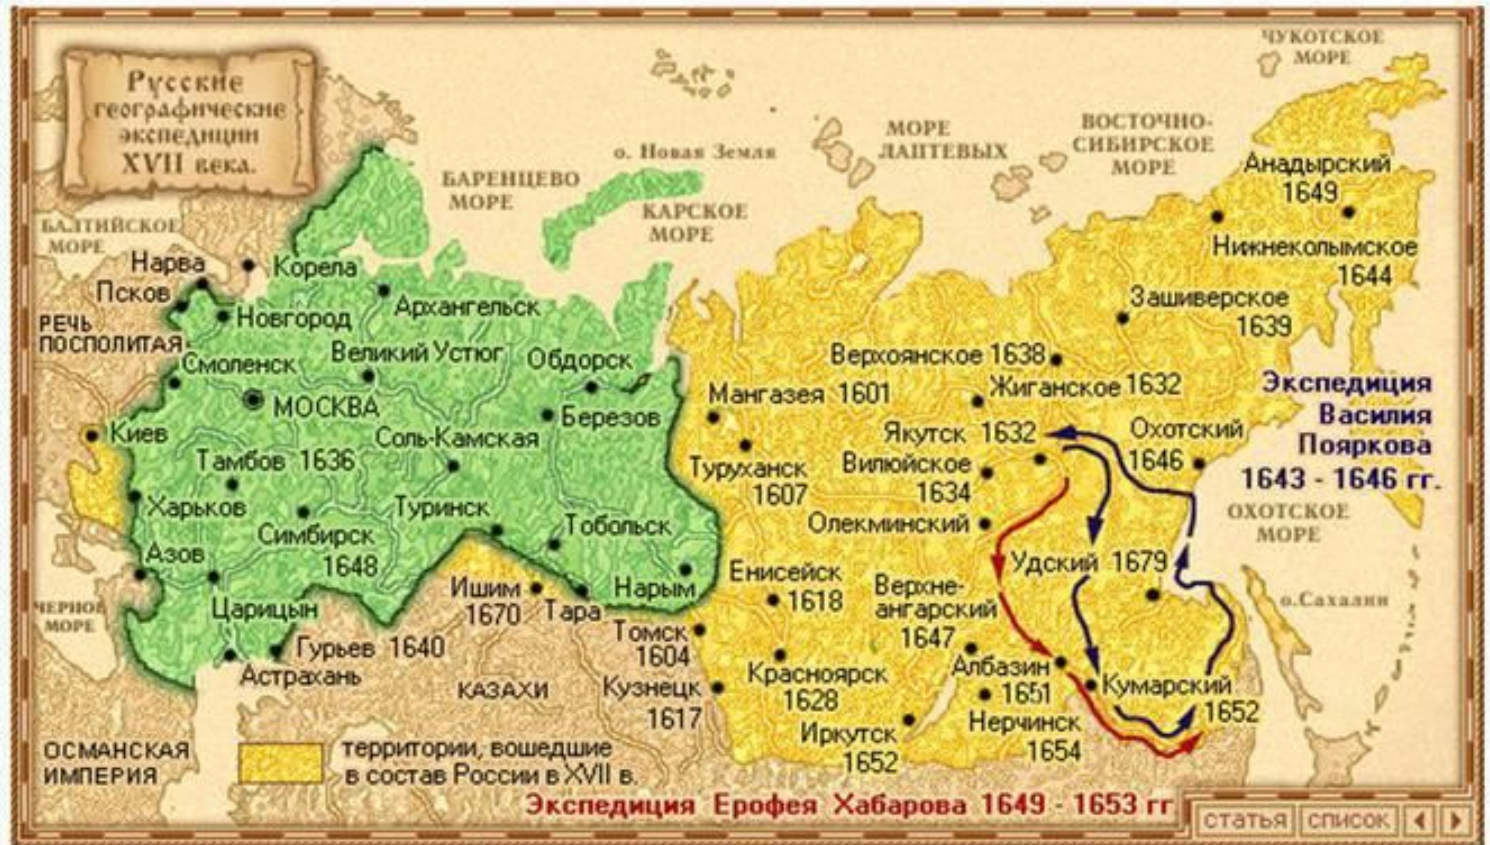 Русские
географические
экспедиции
XVII века.
ЧУКОТСКОЕ
МОРЕ
МОРЕ
ЛАПТЕВЫХ
ВОСТОЧНО-
СИБИРСКОЕ
МОРЕ
о. Новая Земля
БАРЕНЦЕВО
МОРЕ
КАРСКОЕ
МОРЕ
Анадырский
1649
БАЛТИЙСКОЕ
МОРЕ
Нижнеколымское
1644
Нарва
Корела
Псков
Архангельск
Новгород
Зашиверское
1639
РЕЧЬ
ПОСПОЛИТАЯ
Смоленск
Великий Устюг
Обдорск
Верхоянское 1638
Мангазея 1601
Жиганское 1632
Экспедиция
Василия
Пояркова
1643 - 1646 гг.
МОСКВА
Березов
Киев
Соль-Камская
Якутск 1632
Охотский
1646
Тамбов 1636
Туруханск
1607
Вилюйское
1634
Харьков
Туринск
Симбирск
1648
Тобольск
Олекминский
ОХОТСКОЕ
МОРЕ
Азов
Удский 1679
Ишим
1670
Тара
Нарым
Енисейск
1618
Верхне-
ангарский
1647
о.Сахалин
ЧЕРНОЕ
МОРЕ
Царицын
Гурьев 1640
Астрахань
Томск
1604
КАЗАХИ
Кузнецк
1617
Красноярск
1628
Албазин
1651
Кумарский
1652
Нерчинск
1654
Иркутск
1652
ОСМАНСКАЯ
ИМПЕРИЯ
территории, вошедшие
в состав России в XVII в.
Экспедиция Ерофея Хабарова 1649 - 1653 гг
статья список